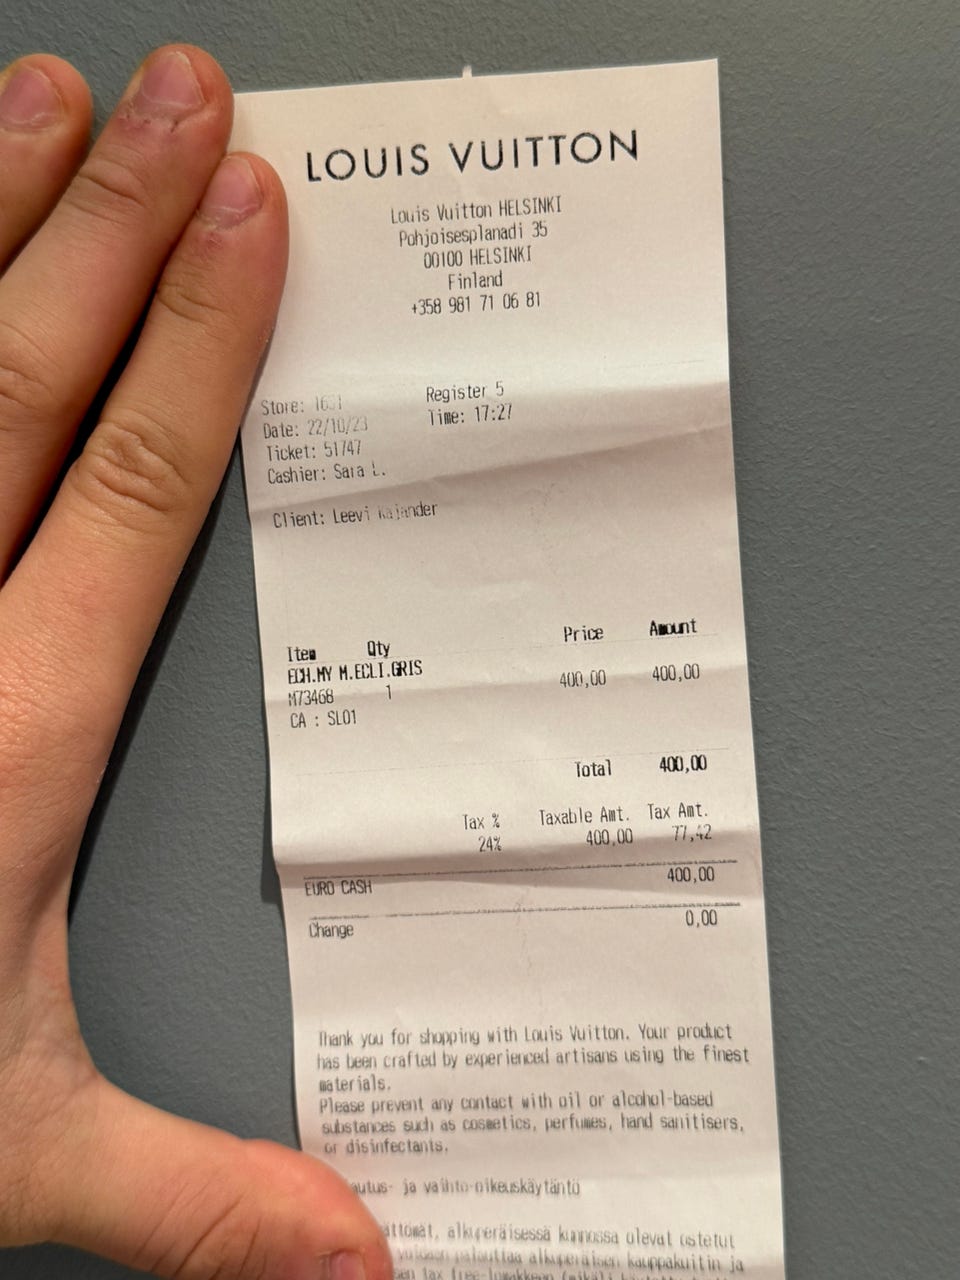 LOUIS VUITTON
Louis Vuitton HELSINKI
Pohjoisesplanadi 35
00100 HELSINKI
Finland
+358 981 71 06 81
Store: Register 5
Date: 22/10/23 Time: 17:27
Ticket: 51747
Cashier: Sara L.
Client: Leevi Kajander
Item Qty Price Amount
ECH.MY M.ECLI.GRIS
M73468 1 400,00 400,00
CA : SL01
Total 400,00
Tax % Taxable Amt. Tax Amt.
24% 400,00 77,42
EURO CASH 400,00
Change 0,00
Thank you for shopping with Louis Vuitton. Your product
has been crafted by experienced artisans using the finest
materials.
Please prevent any contact with oil or alcohol-based
substances such as cosmetics, perfumes, hand sanitisers,
or disinfectants.
ja vaihto-oikeuskäytäntö
alkuperäisessä kunnossa olevat ostetut
palauttaa alkuperäisen kauppakuitin ja